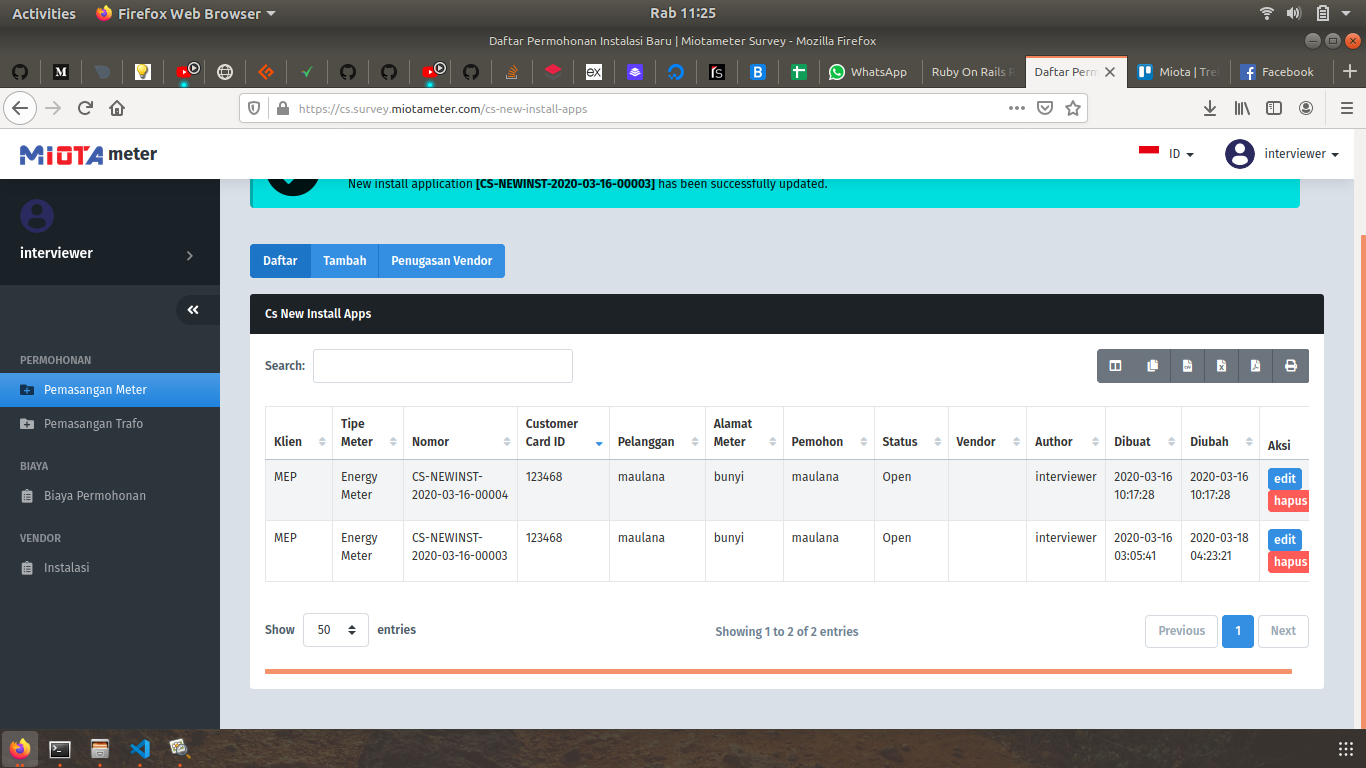 Activities
Firefox Web Browser
Rab 11:25
Daftar Permohonan Instalasi Baru | Miotameter Survey - Mozilla Firefox
WhatsApp
Ruby On Rails
Daftar Perm
Miota | Tre
Facebook
https://cs.survey.miotameter.com/cs-new-install-apps
MiOTA meter
ID
interviewer
New install application [CS-NEWINST-2020-03-16-00003] has been successfully updated.
interviewer
PERMOHONAN
Pemasangan Meter
Pemasangan Trafo
BIAYA
Biaya Permohonan
VENDOR
Instalasi
Daftar
Tambah
Penugasan Vendor
Cs New Install Apps
Search:
Klien
Tipe
Meter
Nomor
Customer
Card ID
Pelanggan
Alamat
Meter
Pemohon
Status
Vendor
Author
Dibuat
Diubah
Aksi
MEP
Energy
Meter
CS-NEWINST-
2020-03-16-00004
123468
maulana
bunyi
maulana
Open
interviewer
2020-03-16
10:17:28
2020-03-16
10:17:28
edit
hapus
MEP
Energy
Meter
CS-NEWINST-
2020-03-16-00003
123468
maulana
bunyi
maulana
Open
interviewer
2020-03-16
03:05:41
2020-03-18
04:23:21
edit
hapus
Show 50 entries
Showing 1 to 2 of 2 entries
Previous
1
Next